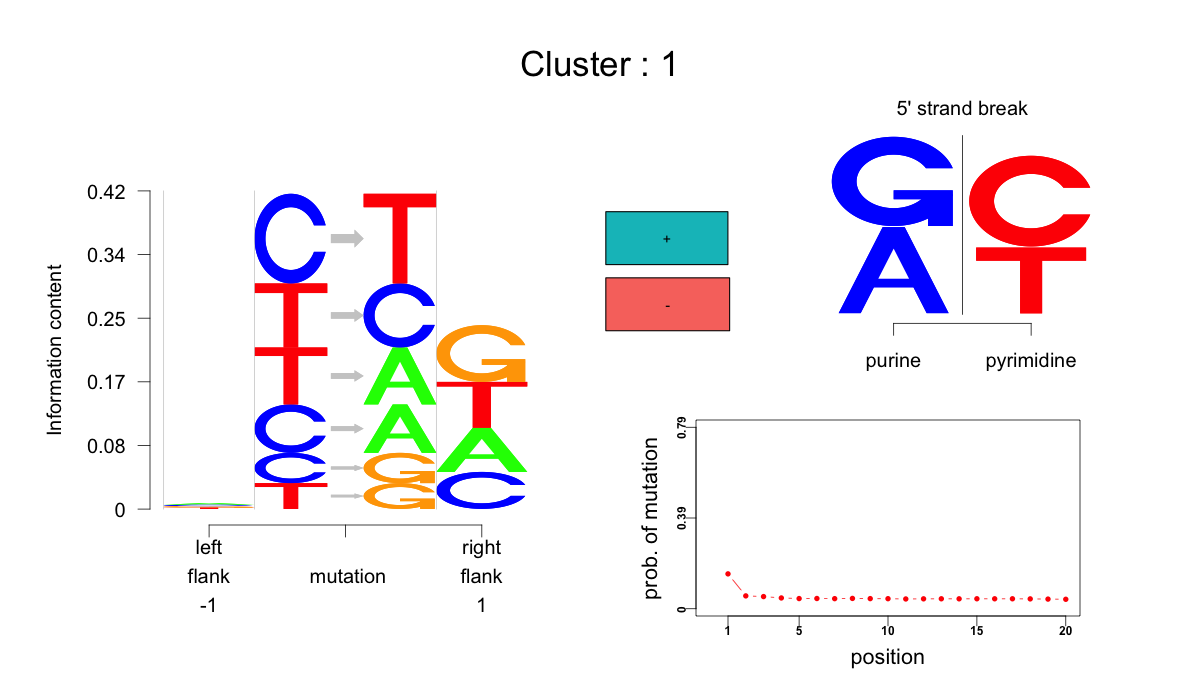 Cluster : 1
5' strand break
G
C
A
T
purine
pyrimidine
+
-
Information content
0.42
0.34
0.25
0.17
0.08
0
C
T
T
C
T
A
C
A
C
G
T
G
G
T
A
C
left
flank
-1
mutation
right
flank
1
prob. of mutation
0.79
0.39
0
1
5
10
15
20
position